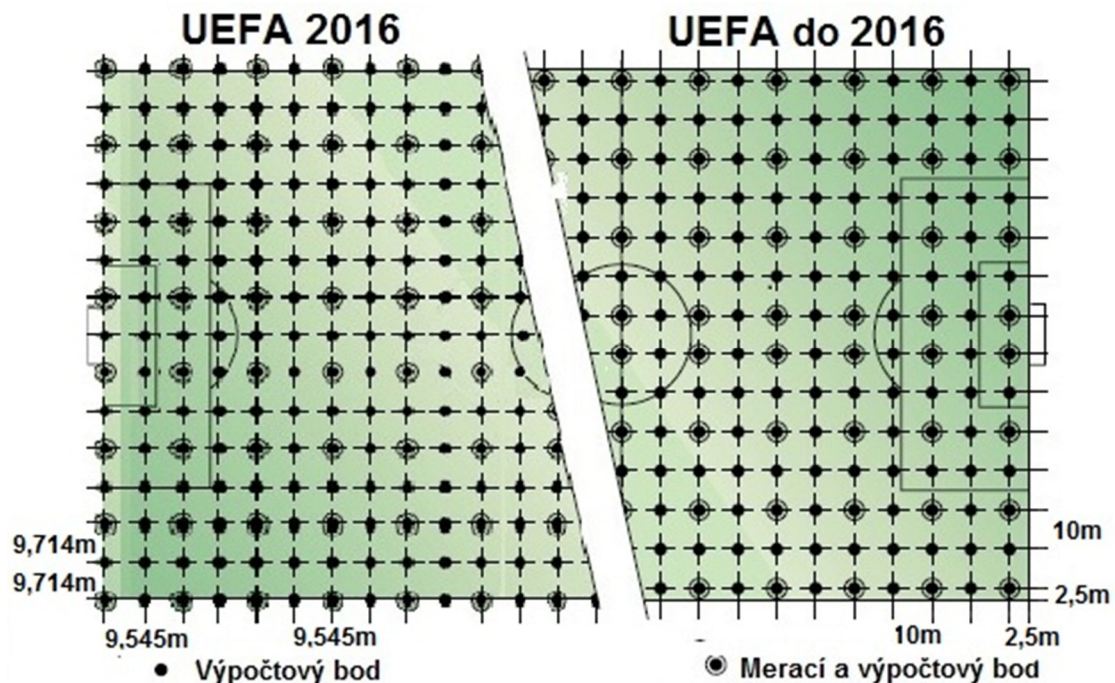 UEFA 2016
UEFA do 2016
9,714m
9,714m
9,545m
9,545m
10m
2,5m
10m
2,5m
Výpočtový bod
Merací a výpočtový bod